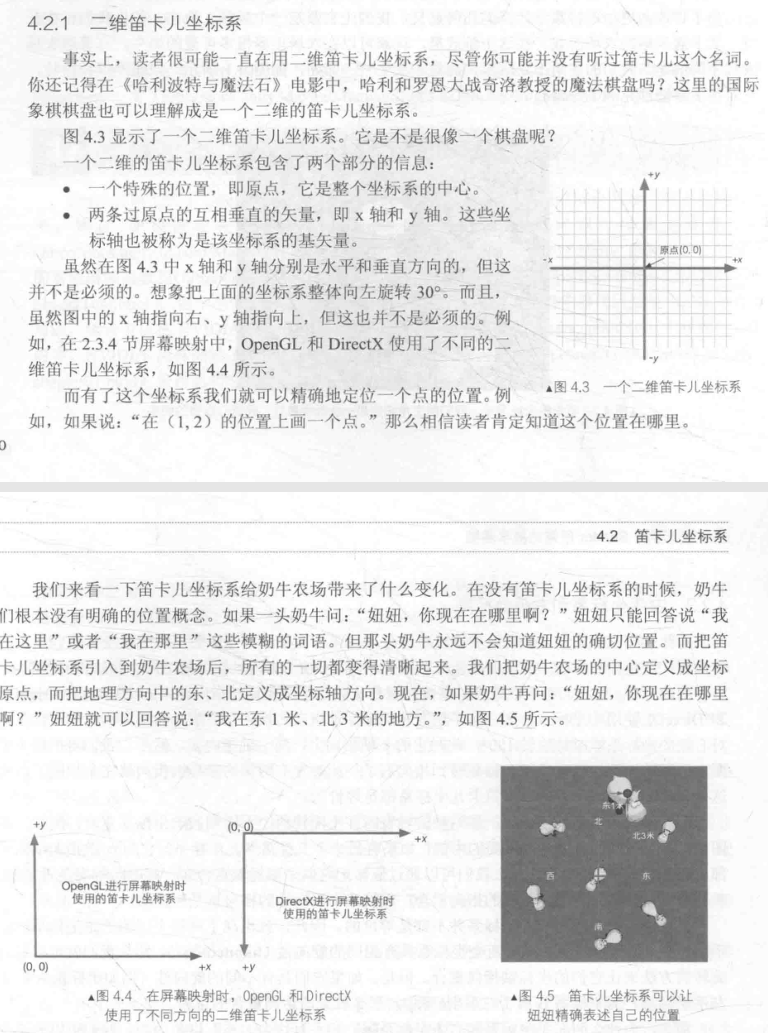 4.2.1 二维笛卡儿坐标系
事实上，读者很可能一直在用二维笛卡儿坐标系，尽管你可能并没有听过笛卡儿这个名词。
你还记得在《哈利波特与魔法石》电影中，哈利和罗恩大战奇洛教授的魔法棋盘吗？这里的国际
象棋棋盘也可以理解成是一个二维的笛卡儿坐标系。
图 4.3 显示了一个二维笛卡儿坐标系。它是不是很像一个棋盘呢？
一个二维的笛卡儿坐标系包含了两个部分的信息：
● 一个特殊的位置，即原点，它是整个坐标系的中心。
● 两条过原点的互相垂直的矢量，即 x 轴和 y 轴。这些坐
标轴也被称为是该坐标系的基矢量。
虽然在图 4.3 中 x 轴和 y 轴分别是水平和垂直方向的，但这
并不是必须的。想象把上面的坐标系整体向左旋转 30°。而且，
虽然图中的 x 轴指向右、y 轴指向上，但这也并不是必须的。例
如，在 2.3.4 节屏幕映射中，OpenGL 和 DirectX 使用了不同的二
维笛卡儿坐标系，如图 4.4 所示。
而有了这个坐标系我们就可以精确地定位一个点的位置。例
如，如果说：“在（1, 2）的位置上画一个点。”那么相信读者肯定知道这个位置在哪里。
+y
原点(0, 0)
-x
+x
-y
▲图 4.3 一个二维笛卡儿坐标系
0
4.2 笛卡儿坐标系
我们来看一下笛卡儿坐标系给奶牛农场带来了什么变化。在没有笛卡儿坐标系的时候，奶牛
们根本没有明确的位置概念。如果一头奶牛问：“妞妞，你现在在哪里啊？”妞妞只能回答说“我
在这里”或者“我在那里”这些模糊的词语。但那头奶牛永远不会知道妞妞的确切位置。而把笛
卡儿坐标系引入到奶牛农场后，所有的一切都变得清晰起来。我们把奶牛农场的中心定义成坐标
原点，而把地理方向中的东、北定义成坐标轴方向。现在，如果奶牛再问：“妞妞，你现在在哪里
啊？”妞妞就可以回答说：“我在东 1 米、北 3 米的地方。”，如图 4.5 所示。
+y
OpenGL进行屏幕映射时
使用的笛卡儿坐标系
(0, 0)
+x
(0, 0)
+x
DirectX进行屏幕映射时
使用的笛卡儿坐标系
+y
▲图 4.4 在屏幕映射时，OpenGL 和 DirectX
使用了不同方向的二维笛卡儿坐标系
东1米
北
北3米
西
东
南
▲图 4.5 笛卡儿坐标系可以让
妞妞精确表述自己的位置